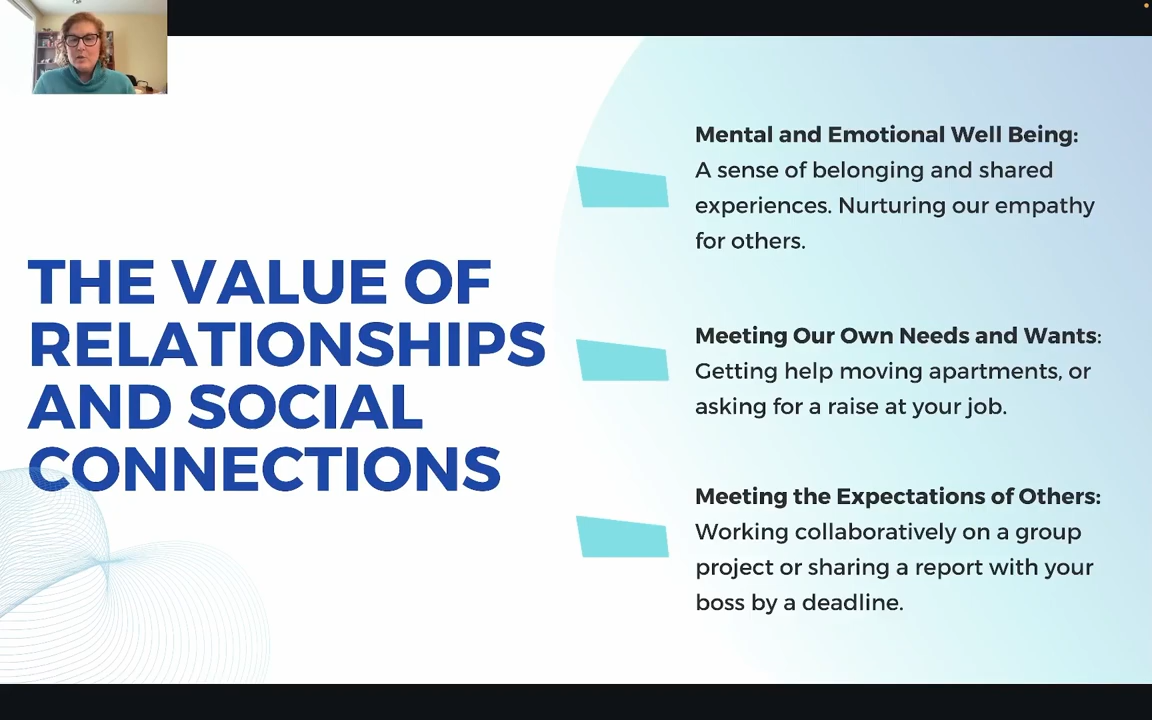 THE VALUE OF
RELATIONSHIPS
AND SOCIAL
CONNECTIONS
Mental and Emotional Well Being:
A sense of belonging and shared
experiences. Nurturing our empathy
for others.
Meeting Our Own Needs and Wants:
Getting help moving apartments, or
asking for a raise at your job.
Meeting the Expectations of Others:
Working collaboratively on a group
project or sharing a report with your
boss by a deadline.